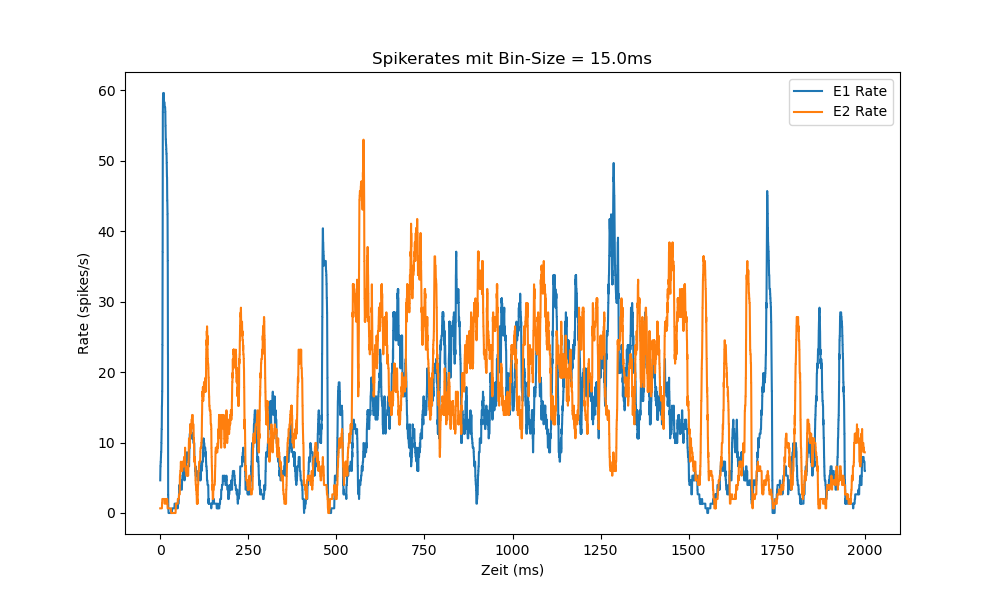 Spikerates mit Bin-Size = 15.0ms
E1 Rate
E2 Rate
Rate (spikes/s)
60
50
40
30
20
10
0
0 250 500 750 1000 1250 1500 1750 2000
Zeit (ms)